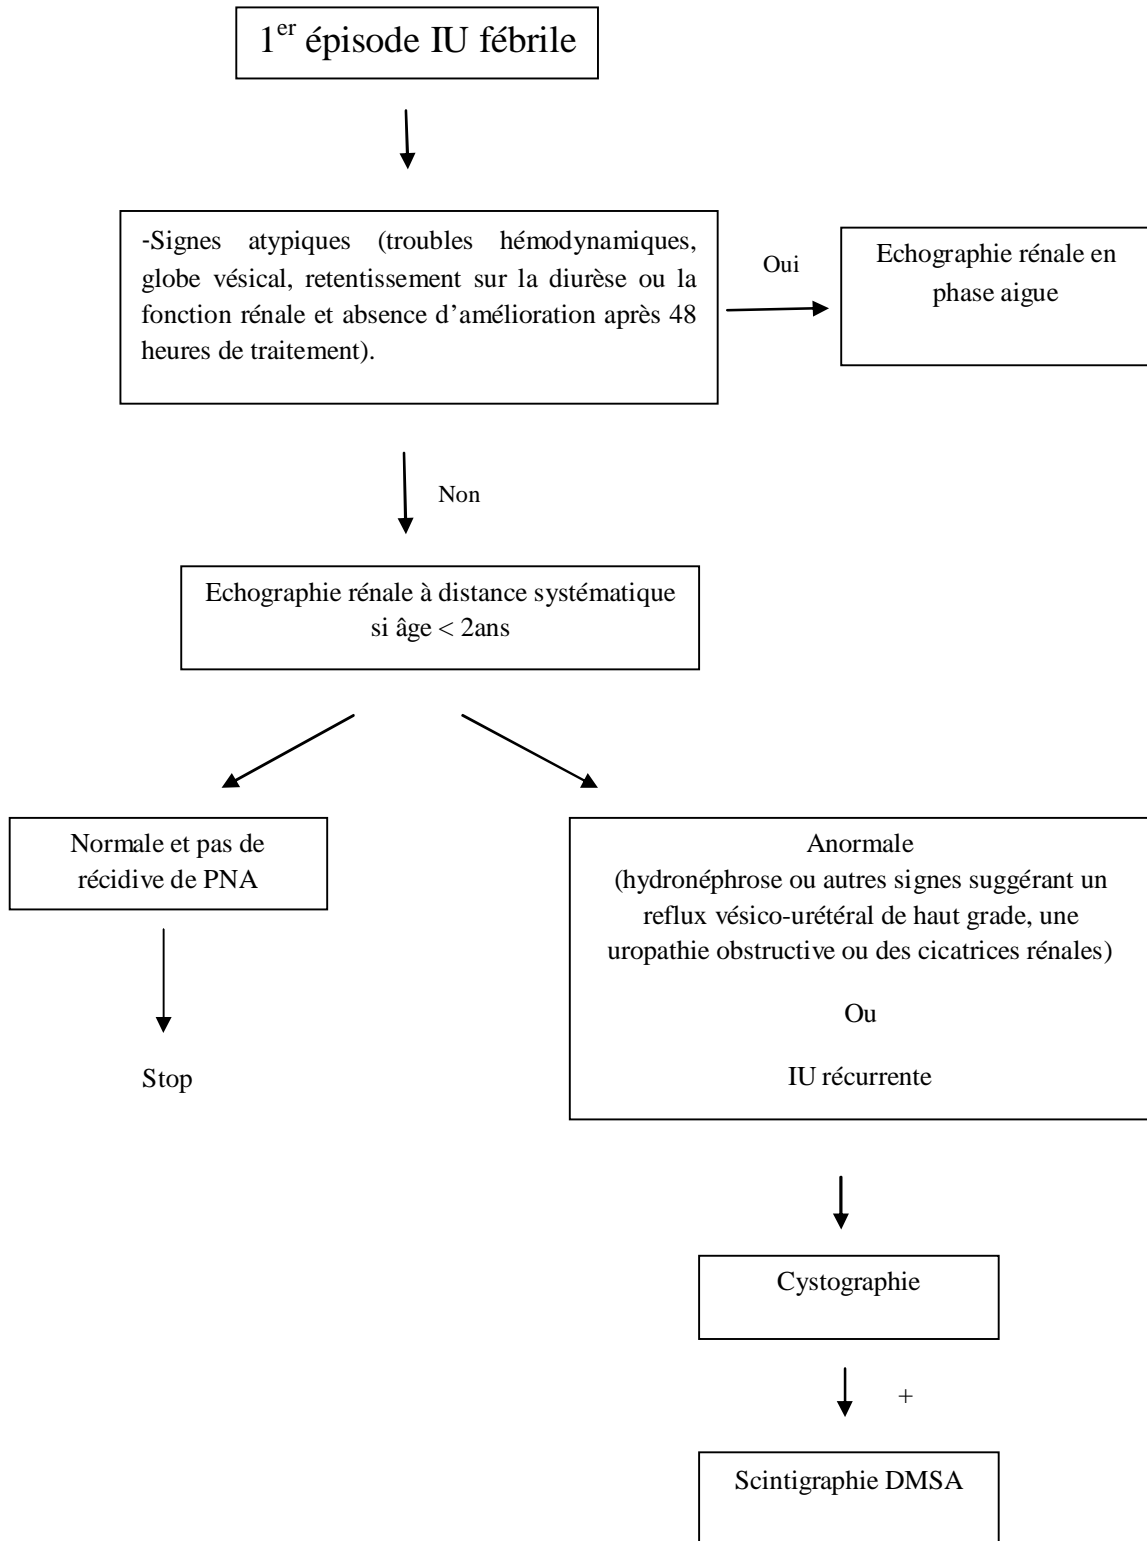 1er épisode IU fébrile
-Signes atypiques (troubles hémodynamiques,
globe vésical, retentissement sur la diurèse ou la
fonction rénale et absence d’amélioration après 48
heures de traitement).
Oui
Echographie rénale en
phase aigue
Non
Echographie rénale à distance systématique
si âge < 2ans
Normale et pas de
récidive de PNA
Stop
Anormale
(hydronéphrose ou autres signes suggérant un
reflux vésico-urétéral de haut grade, une
uropathie obstructive ou des cicatrices rénales)
Ou
IU récurrente
Cystographie
+
Scintigraphie DMSA